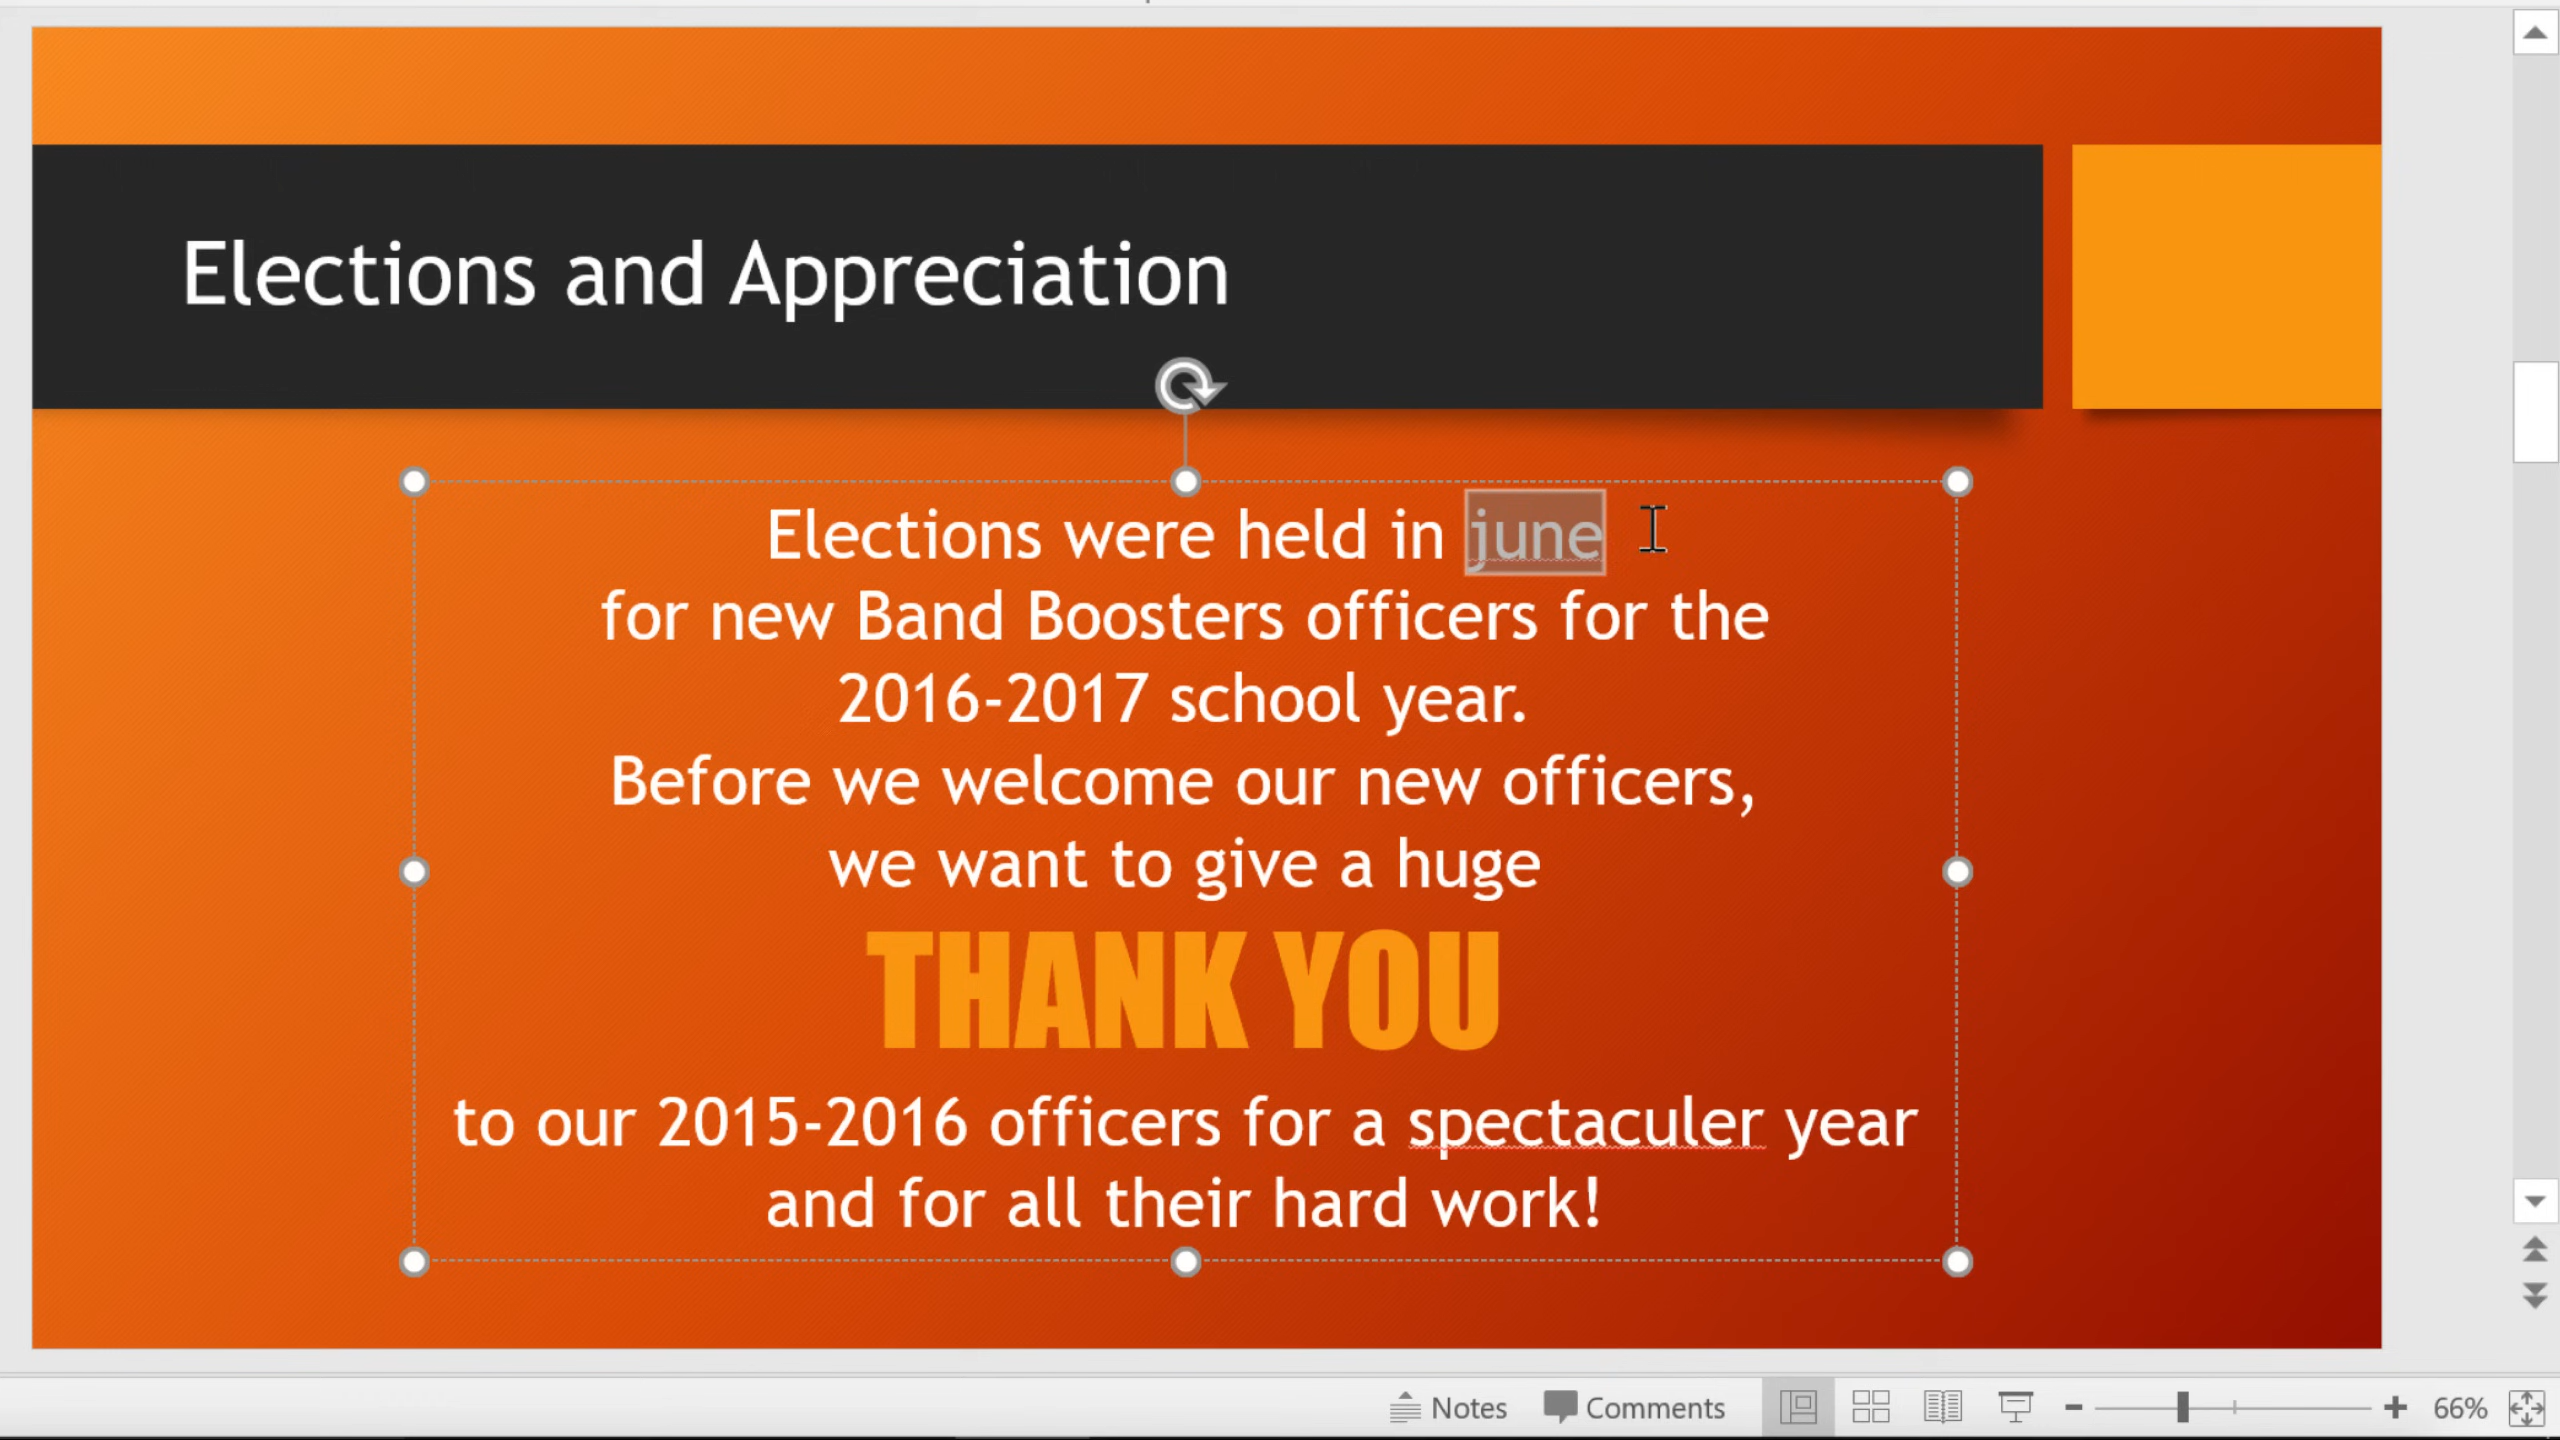 Elections and Appreciation
Elections were held in june
for new Band Boosters officers for the
2016-2017 school year.
Before we welcome our new officers,
we want to give a huge
THANK YOU
to our 2015-2016 officers for a spectaculer year
and for all their hard work!
Notes Comments 66%